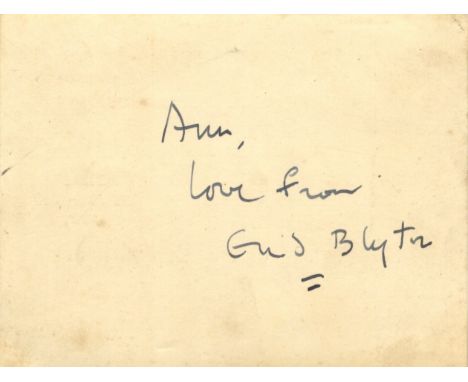 Ann,
love from
Enid Blyton